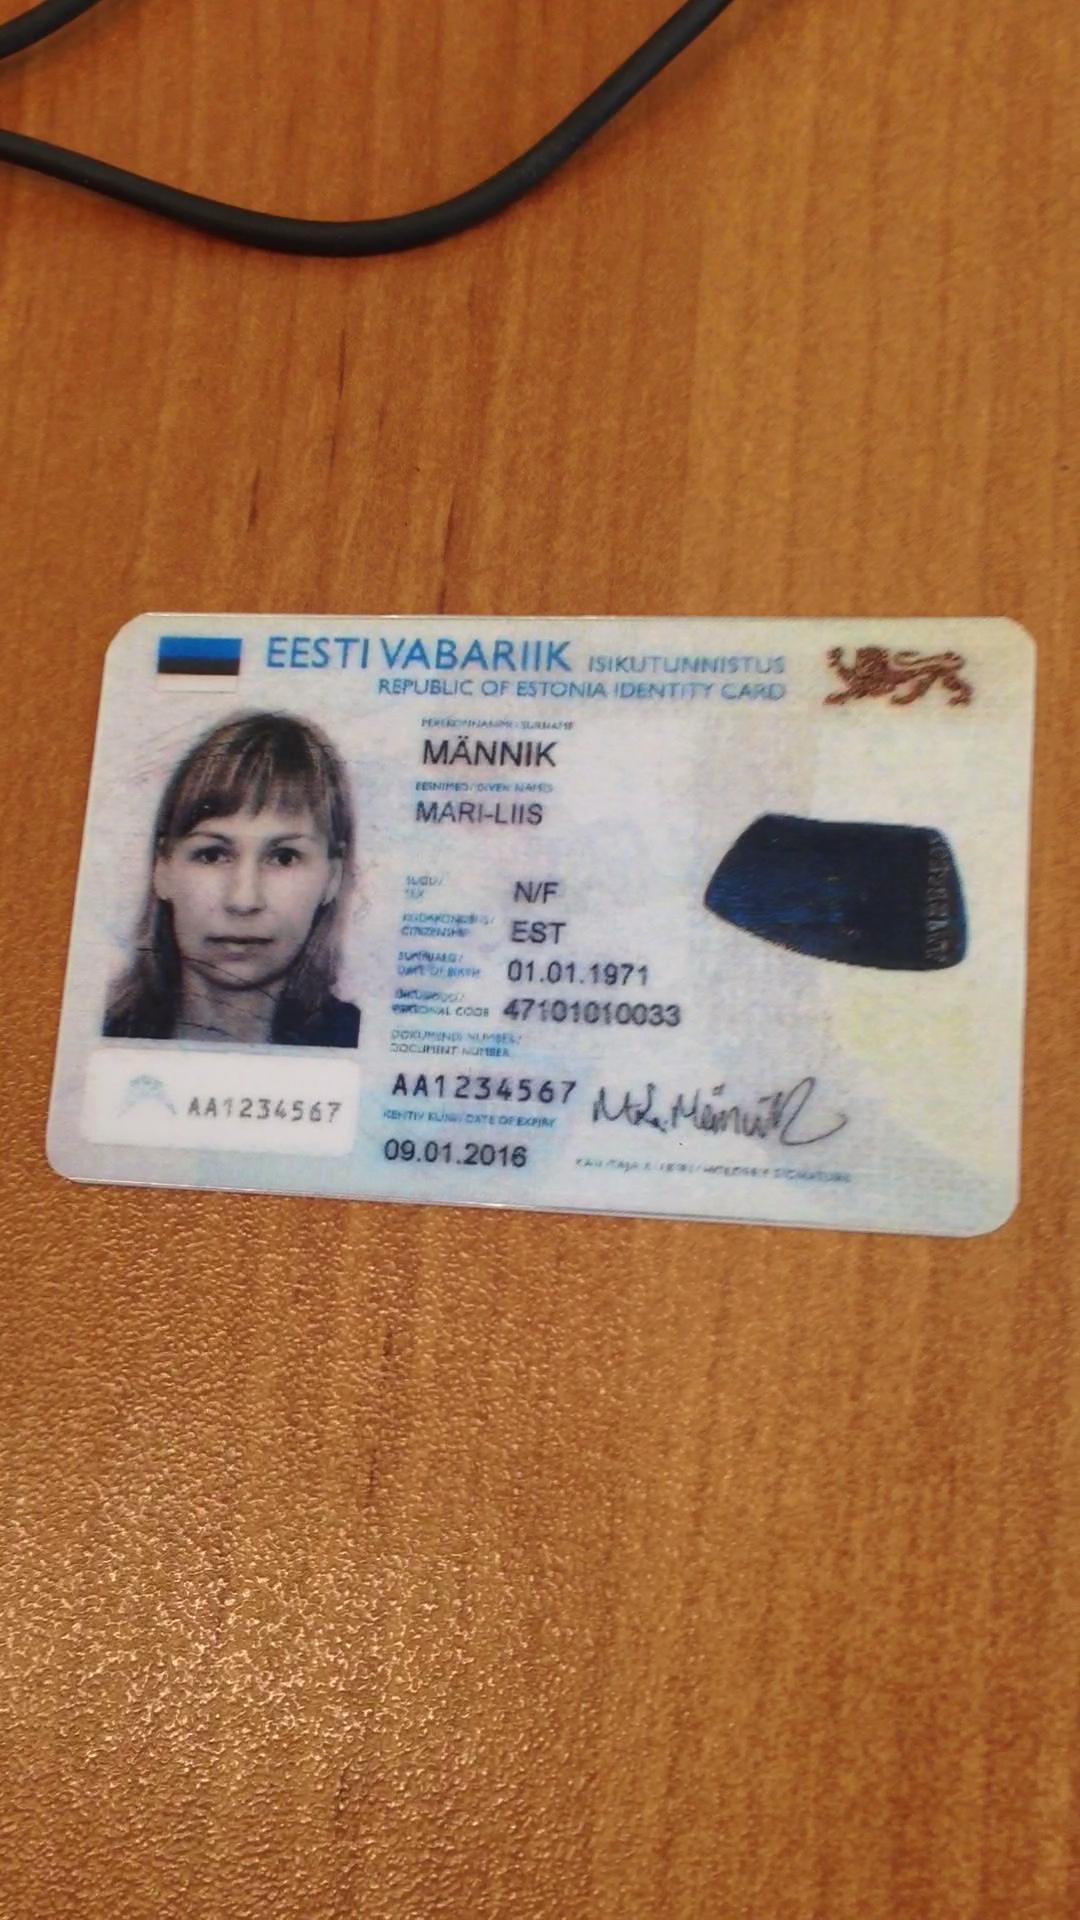 EESTI VABARIIK ISIKUTUNNISTUS
REPUBLIC OF ESTONIA IDENTITY CARD
PEREKONNANIMI/SURNAME
MÄNNIK
EESNIMED/GIVEN NAMES
MARI-LIIS
SUGU/
SEX
N/F
KODAKONDSUS/
CITIZENSHIP
EST
SÜNNIAEG/
DATE OF BIRTH
01.01.1971
ISIKUKOOD/
PERSONAL CODE
47101010033
DOKUMENDI NUMBER/
DOCUMENT NUMBER
AA1234567
AA1234567
KEHTIV KUNI/DATE OF EXPIRY
09.01.2016
KASUTAJA ALLKIRI/HOLDER'S SIGNATURE